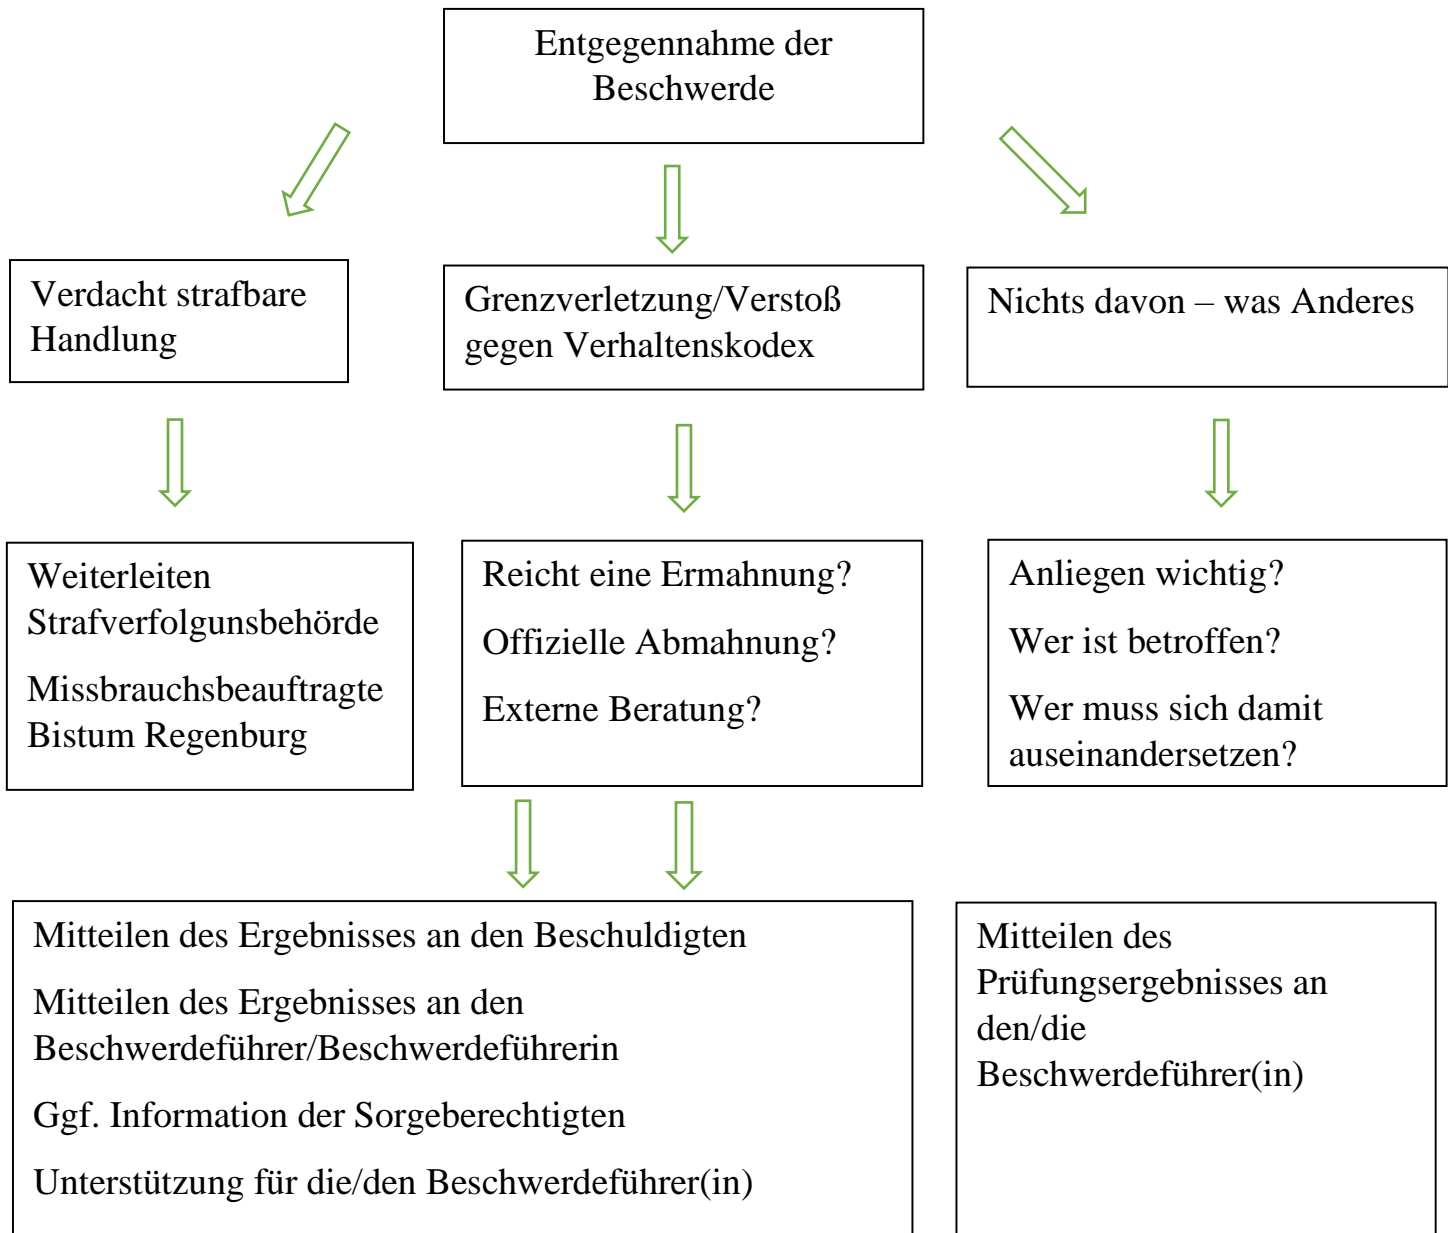 Entgegennahme der
Beschwerde
Verdacht strafbare
Handlung
Grenzverletzung/Verstoß
gegen Verhaltenskodex
Nichts davon – was Anderes
Weiterleiten
Strafverfolgunsbehörde
Missbrauchsbeauftragte
Bistum Regenburg
Reicht eine Ermahnung?
Offizielle Abmahnung?
Externe Beratung?
Anliegen wichtig?
Wer ist betroffen?
Wer muss sich damit
auseinandersetzen?
Mitteilen des Ergebnisses an den Beschuldigten
Mitteilen des Ergebnisses an den
Beschwerdeführer/Beschwerdeführerin
Ggf. Information der Sorgeberechtigten
Unterstützung für die/den Beschwerdeführer(in)
Mitteilen des
Prüfungsergebnisses an
den/die
Beschwerdeführer(in)